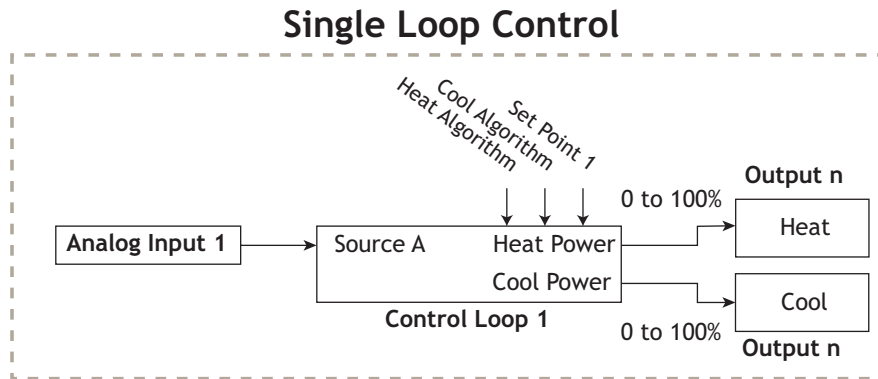 Single Loop Control
Heat Algorithm
Cool Algorithm
Set Point 1
0 to 100%
Output n
Heat
Analog Input 1
Source A
Heat Power
Cool Power
Control Loop 1
0 to 100%
Cool
Output n